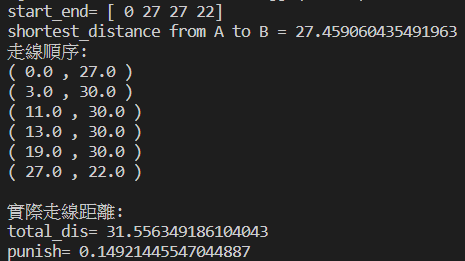 start_end= [ 0 27 27 22]
shortest_distance from A to B = 27.459060435491963
走線順序:
( 0.0 , 27.0 )
( 3.0 , 30.0 )
( 11.0 , 30.0 )
( 13.0 , 30.0 )
( 19.0 , 30.0 )
( 27.0 , 22.0 )
實際走線距離:
total_dis= 31.556349186104043
punish= 0.14921445547044887